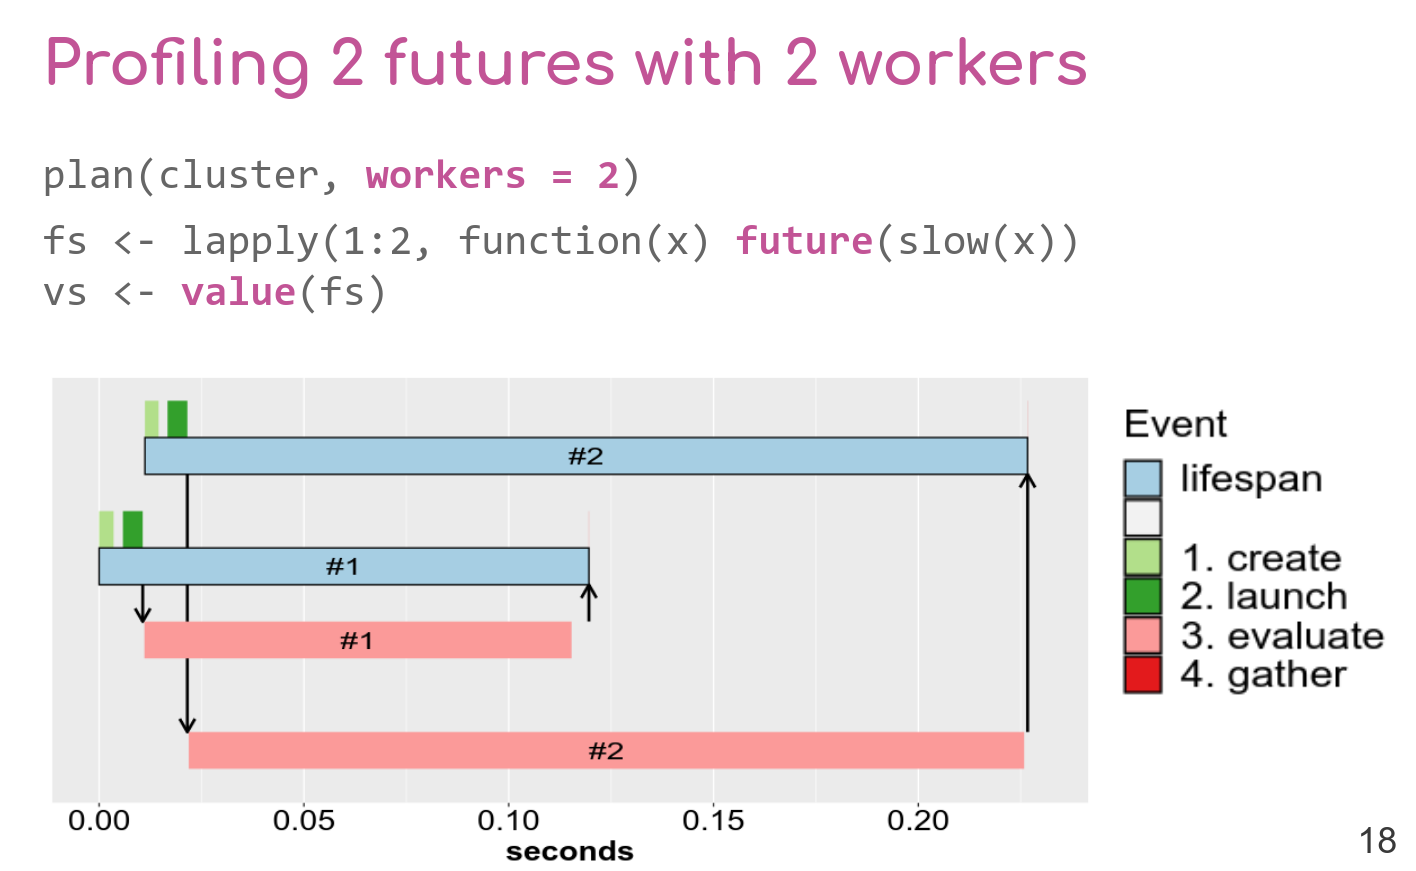 Profiling 2 futures with 2 workers
plan(cluster, workers = 2)
fs <- lapply(1:2, function(x) future(slow(x))
vs <- value(fs)
#2
#1
#1
#2
0.00 0.05 0.10 0.15 0.20
seconds
Event
lifespan
1. create
2. launch
3. evaluate
4. gather
18